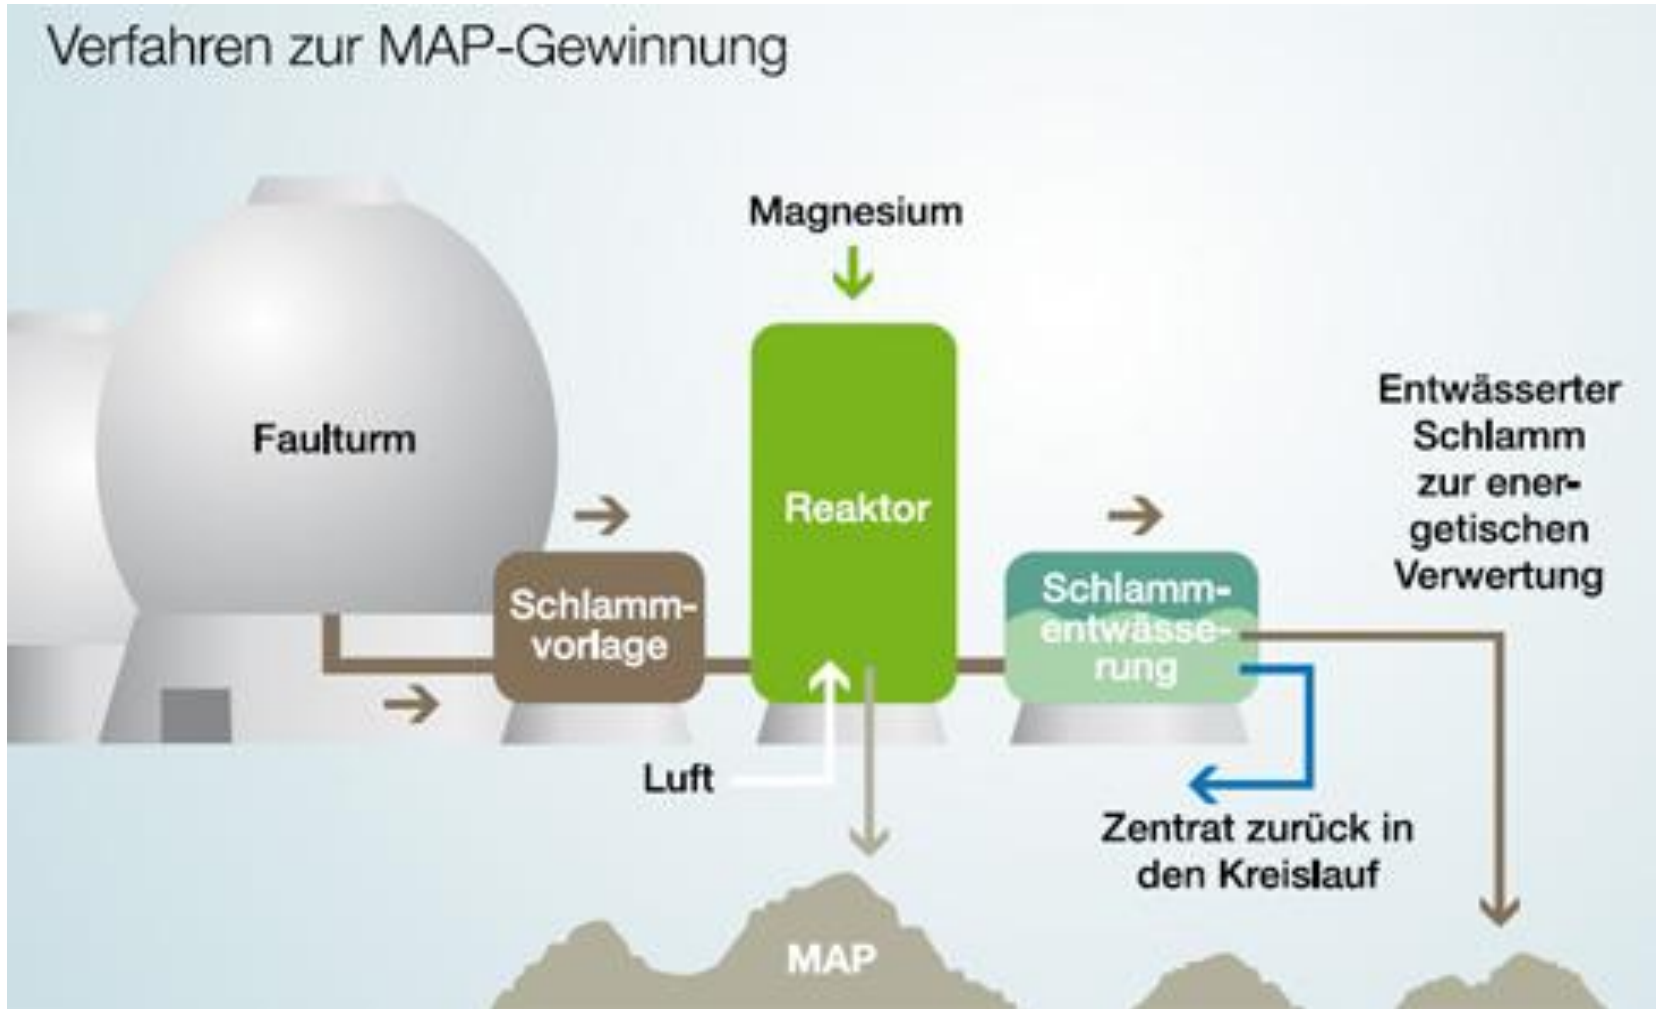 Verfahren zur MAP-Gewinnung
Magnesium
Faulturm
Reaktor
Schlamm-
vorlage
Schlamm-
entwässe-
rung
Entwässerter
Schlamm
zur ener-
getischen
Verwertung
Luft
Zentrat zurück in
den Kreislauf
MAP